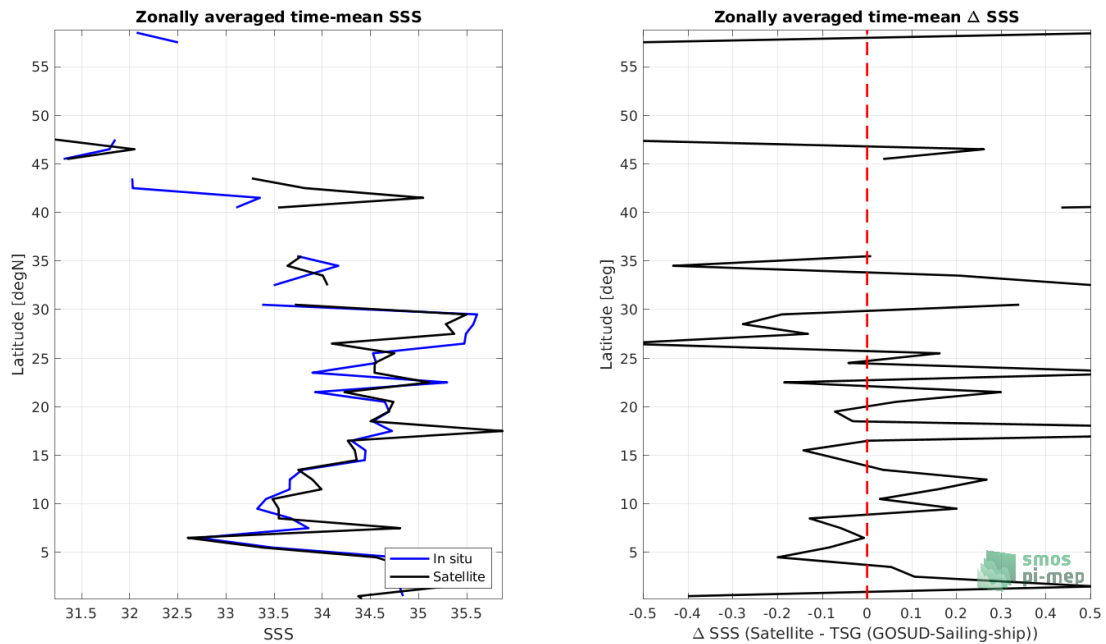 Zonally averaged time-mean SSS
Latitude [degN]
55
50
45
40
35
30
25
20
15
10
5
31.5 32 32.5 33 33.5 34 34.5 35 35.5
SSS
In situ
Satellite
Zonally averaged time-mean Δ SSS
Latitude [deg]
55
50
45
40
35
30
25
20
15
10
5
-0.5 -0.4 -0.3 -0.2 -0.1 0 0.1 0.2 0.3 0.4 0.5
Δ SSS (Satellite - TSG (GOSUD-Sailing-ship))
smos
pi-mep